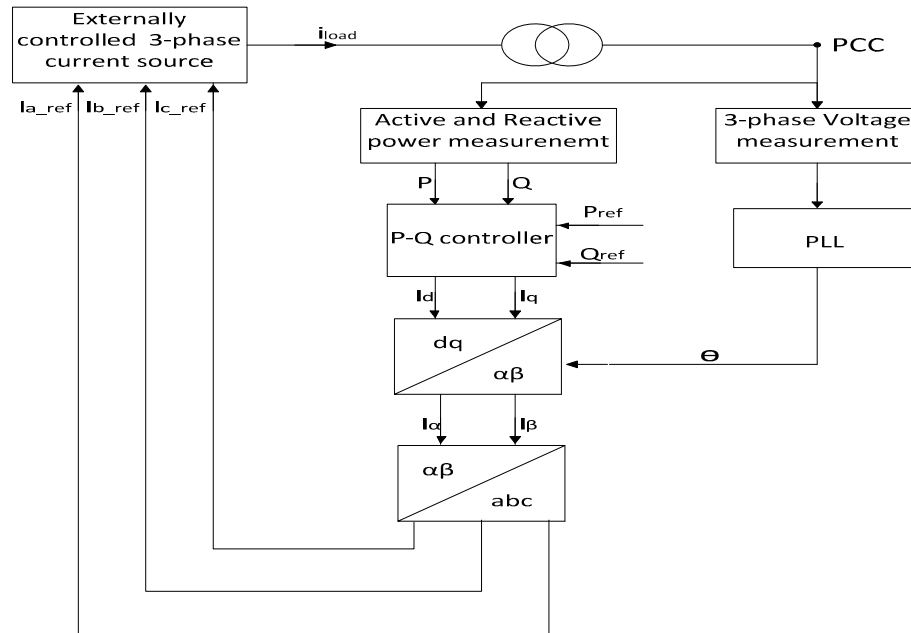 Externally
controlled 3-phase
current source
iload
PCC
Ia_ref Ib_ref Ic_ref
Active and Reactive
power measurenemt
3-phase Voltage
measurement
P
Q
P-Q controller
Pref
Qref
PLL
Id
Iq
dq
αβ
Θ
Iα
Iβ
αβ
abc